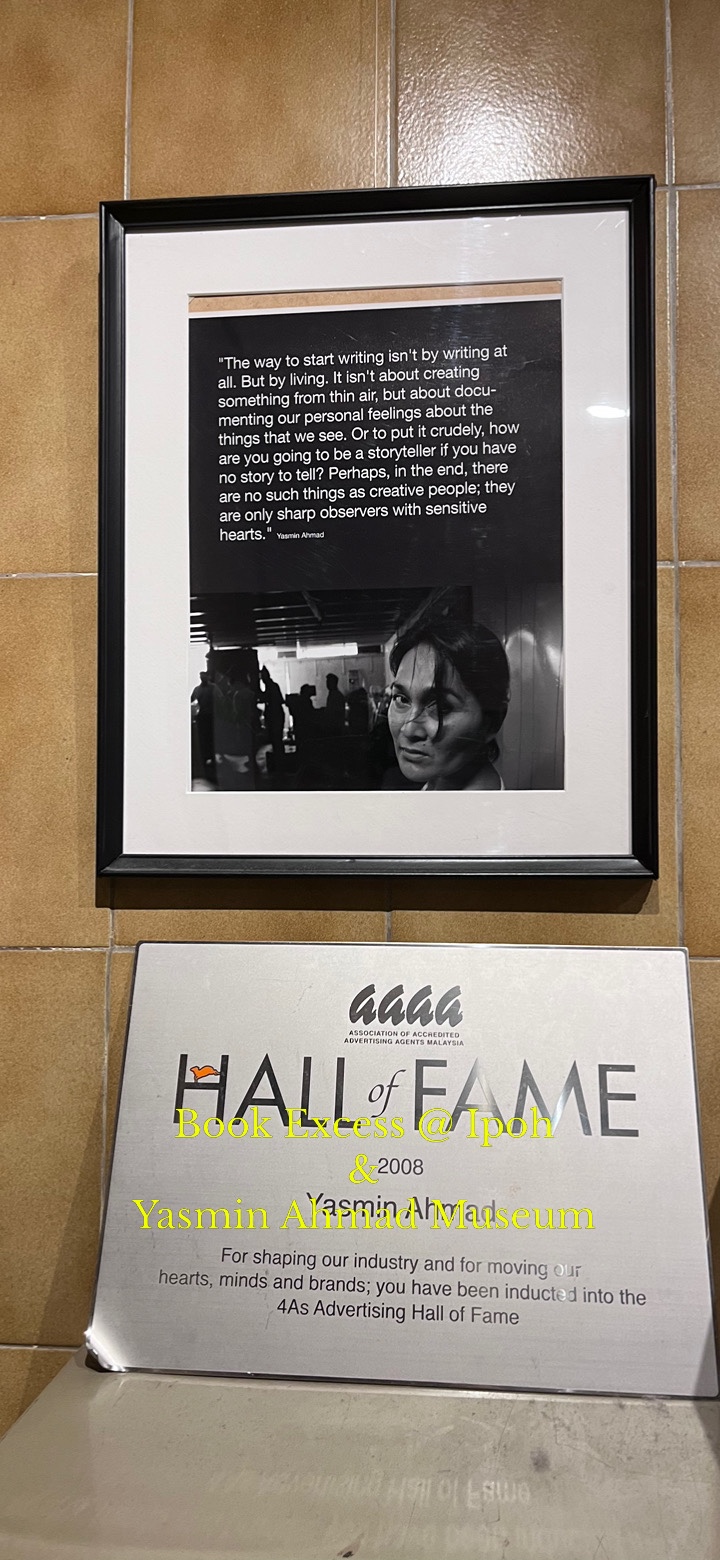 "The way to start writing isn't by writing at
all. But by living. It isn't about creating
something from thin air, but about docu-
menting our personal feelings about the
things that we see. Or to put it crudely, how
are you going to be a storyteller if you have
no story to tell? Perhaps, in the end, there
are no such things as creative people; they
are only sharp observers with sensitive
hearts." Yasmin Ahmad
aaaa
ASSOCIATION OF ACCREDITED
ADVERTISING AGENTS MALAYSIA
HALL of FAME
Book Excess @ Ipoh
&
2008
Yasmin Ahmad
Yasmin Ahmad Museum
For shaping our industry and for moving our
hearts, minds and brands; you have been inducted into the
4As Advertising Hall of Fame